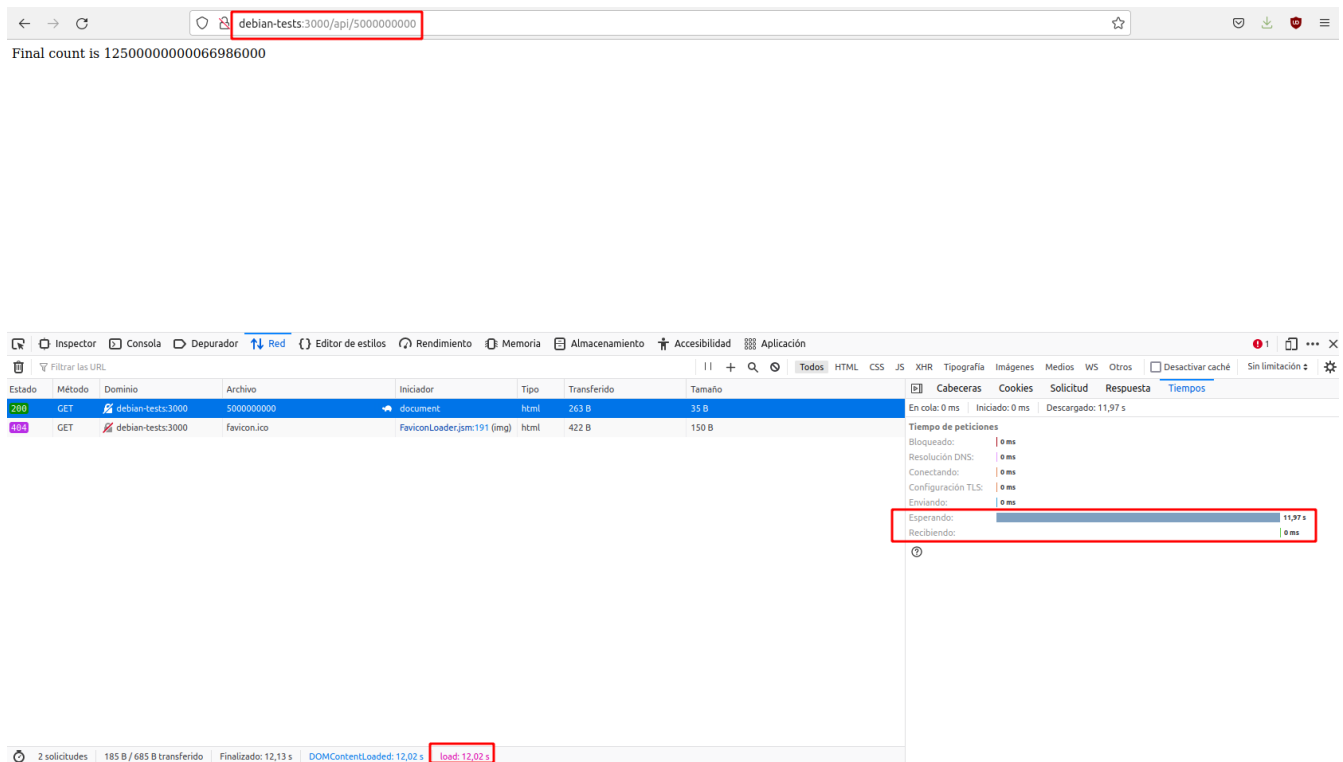 debian-tests:3000/api/5000000000
Final count is 12500000000066986000
Inspector Consola Depurador Red Editor de estilos Rendimiento Memoria Almacenamiento Accesibilidad Aplicación 1
Filtrar las URL Todos HTML CSS JS XHR Tipografía Imágenes Medios WS Otros Desactivar caché Sin limitación
Estado Método Dominio Archivo Iniciador Tipo Transferido Tamaño Cabeceras Cookies Solicitud Respuesta Tiempos
200 GET debian-tests:3000 5000000000 document html 263 B 35 B En cola: 0 ms Iniciado: 0 ms Descargado: 11,97 s
404 GET debian-tests:3000 favicon.ico FaviconLoader.jsm:191 (img) html 422 B 150 B Tiempo de peticiones
Bloqueado: 0 ms
Resolución DNS: 0 ms
Conectando: 0 ms
Configuración TLS: 0 ms
Enviando: 0 ms
Esperando: 11,97 s
Recibiendo: 0 ms
2 solicitudes 185 B / 685 B transferido Finalizado: 12,13 s DOMContentLoaded: 12,02 s load: 12,02 s